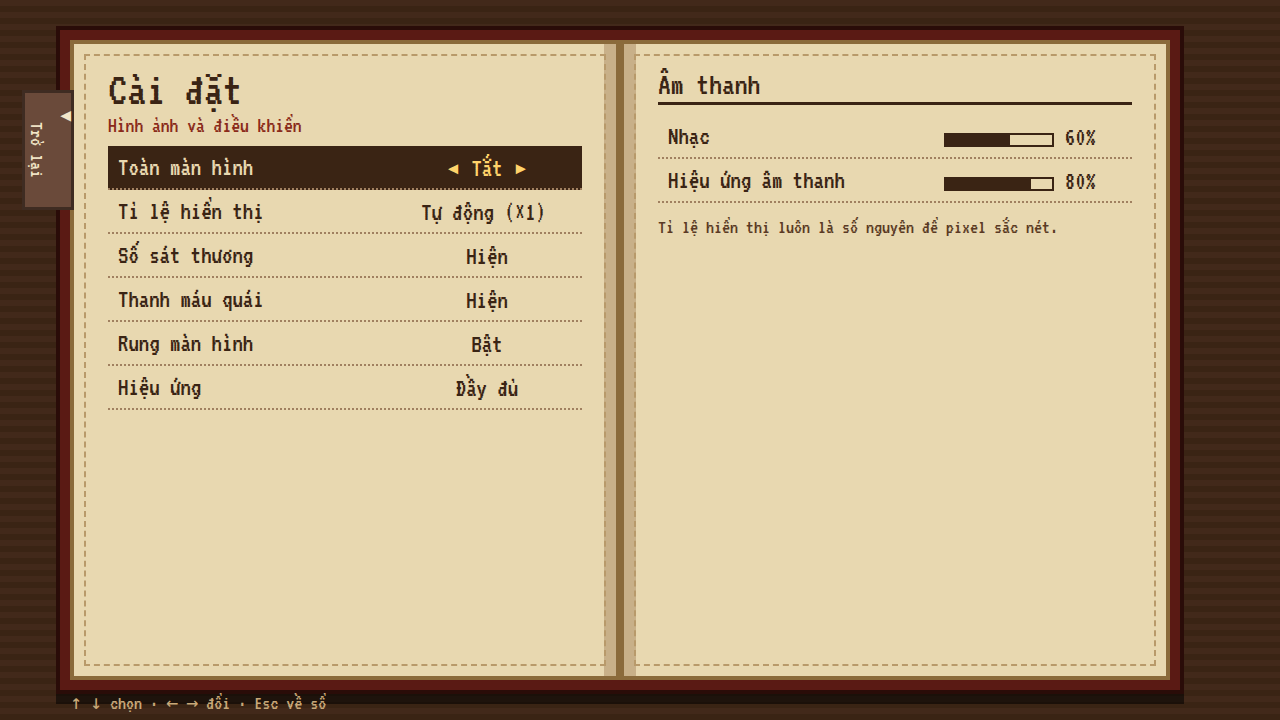 Trở lại
◀
Cài đặt
Hình ảnh và điều khiển
Toàn màn hình ◀ Tắt ▶
Tỉ lệ hiển thị Tự động (X1)
Số sát thương Hiện
Thanh máu quái Hiện
Rung màn hình Bật
Hiệu ứng Đầy đủ
Âm thanh
Nhạc 60%
Hiệu ứng âm thanh 80%
Tỉ lệ hiển thị luôn là số nguyên để pixel sắc nét.
↑ ↓ chọn · ← → đổi · Esc về sổ